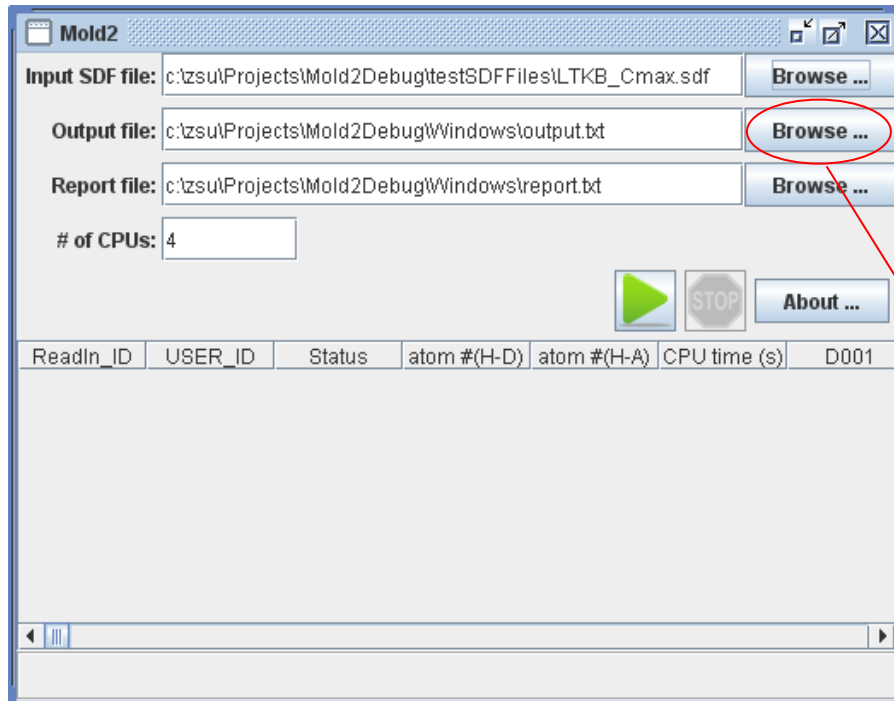 Mold2
Input SDF file: c:\zsu\Projects\Mold2Debug\testSDFFiles\LTKB_Cmax.sdf Browse ...
Output file: c:\zsu\Projects\Mold2Debug\Windows\output.txt Browse ...
Report file: c:\zsu\Projects\Mold2Debug\Windows\report.txt Browse ...
# of CPUs: 4
STOP About ...
ReadIn_ID USER_ID Status atom #(H-D) atom #(H-A) CPU time (s) D001